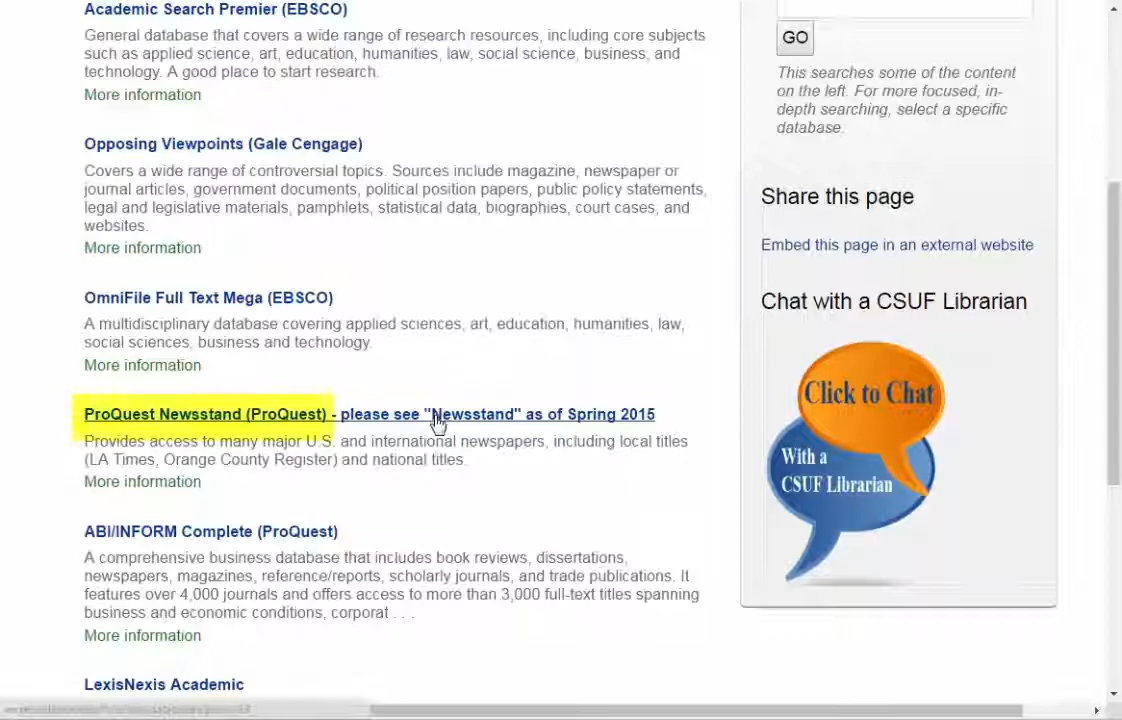 Academic Search Premier (EBSCO)
General database that covers a wide range of research resources, including core subjects
such as applied science, art, education, humanities, law, social science, business, and
technology. A good place to start research.
More information
Opposing Viewpoints (Gale Cengage)
Covers a wide range of controversial topics. Sources include magazine, newspaper or
journal articles, government documents, political position papers, public policy statements,
legal and legislative materials, pamphlets, statistical data, biographies, court cases, and
websites.
More information
OmniFile Full Text Mega (EBSCO)
A multidisciplinary database covering applied sciences, art, education, humanities, law,
social sciences, business and technology.
More information
ProQuest Newsstand (ProQuest) - please see "Newsstand" as of Spring 2015
Provides access to many major U.S. and international newspapers, including local titles
(LA Times, Orange County Register) and national titles.
More information
ABI/INFORM Complete (ProQuest)
A comprehensive business database that includes book reviews, dissertations,
newspapers, magazines, reference/reports, scholarly journals, and trade publications. It
features over 4,000 journals and offers access to more than 3,000 full-text titles spanning
business and economic conditions, corporat . . .
More information
LexisNexis Academic
GO
This searches some of the content
on the left. For more focused, in-
depth searching, select a specific
database.
Share this page
Embed this page in an external website
Chat with a CSUF Librarian
Click to Chat
With a
CSUF Librarian